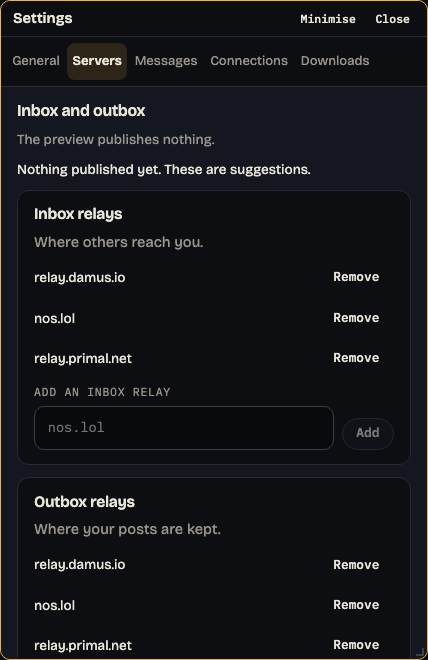 Settings Minimise Close
General Servers Messages Connections Downloads
Inbox and outbox
The preview publishes nothing.
Nothing published yet. These are suggestions.
Inbox relays
Where others reach you.
relay.damus.io Remove
nos.lol Remove
relay.primal.net Remove
ADD AN INBOX RELAY
nos.lol Add
Outbox relays
Where your posts are kept.
relay.damus.io Remove
nos.lol Remove
relay.primal.net Remove